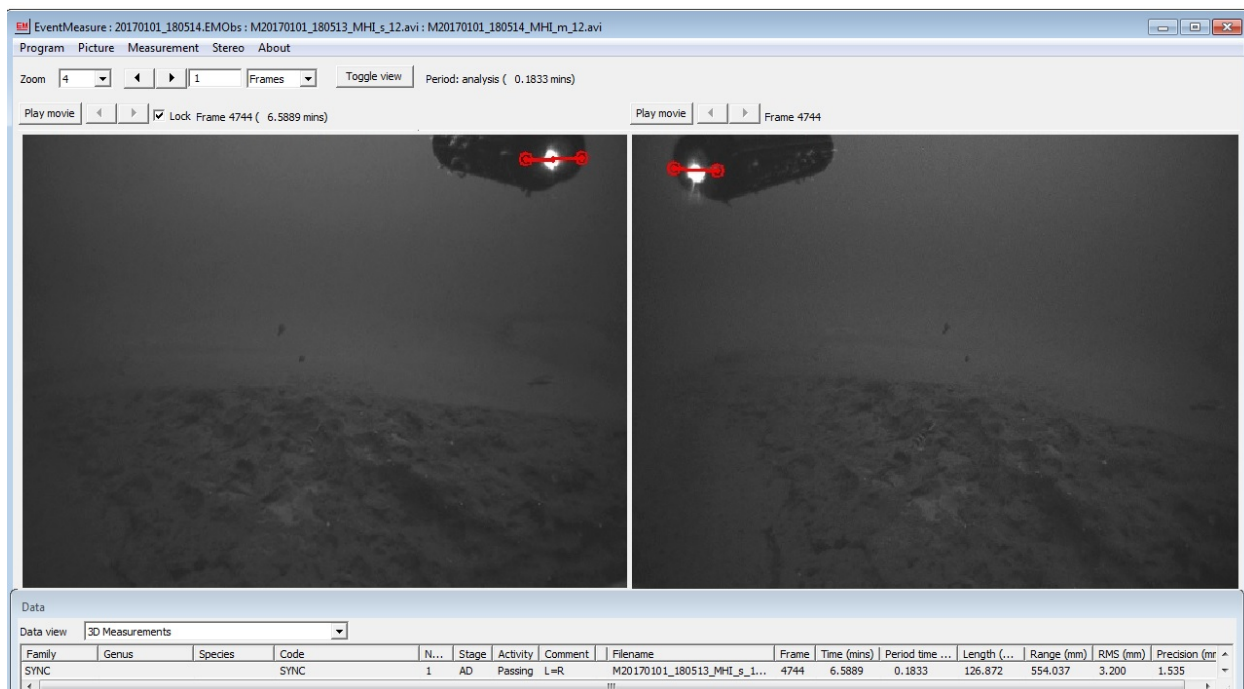 EM EventMeasure : 20170101_180514.EMObs : M20170101_180513_MHI_s_12.avi : M20170101_180514_MHI_m_12.avi
Program Picture Measurement Stereo About
Zoom 4 1 Frames Toggle view Period: analysis ( 0.1833 mins)
Play movie Lock Frame 4744 ( 6.5889 mins) Play movie Frame 4744
Data
Data view 3D Measurements
Family Genus Species Code N... Stage Activity Comment Filename Frame Time (mins) Period time ... Length (... Range (mm) RMS (mm) Precision (mr
SYNC SYNC 1 AD Passing L=R M20170101_180513_MHI_s_1... 4744 6.5889 0.1833 126.872 554.037 3.200 1.535